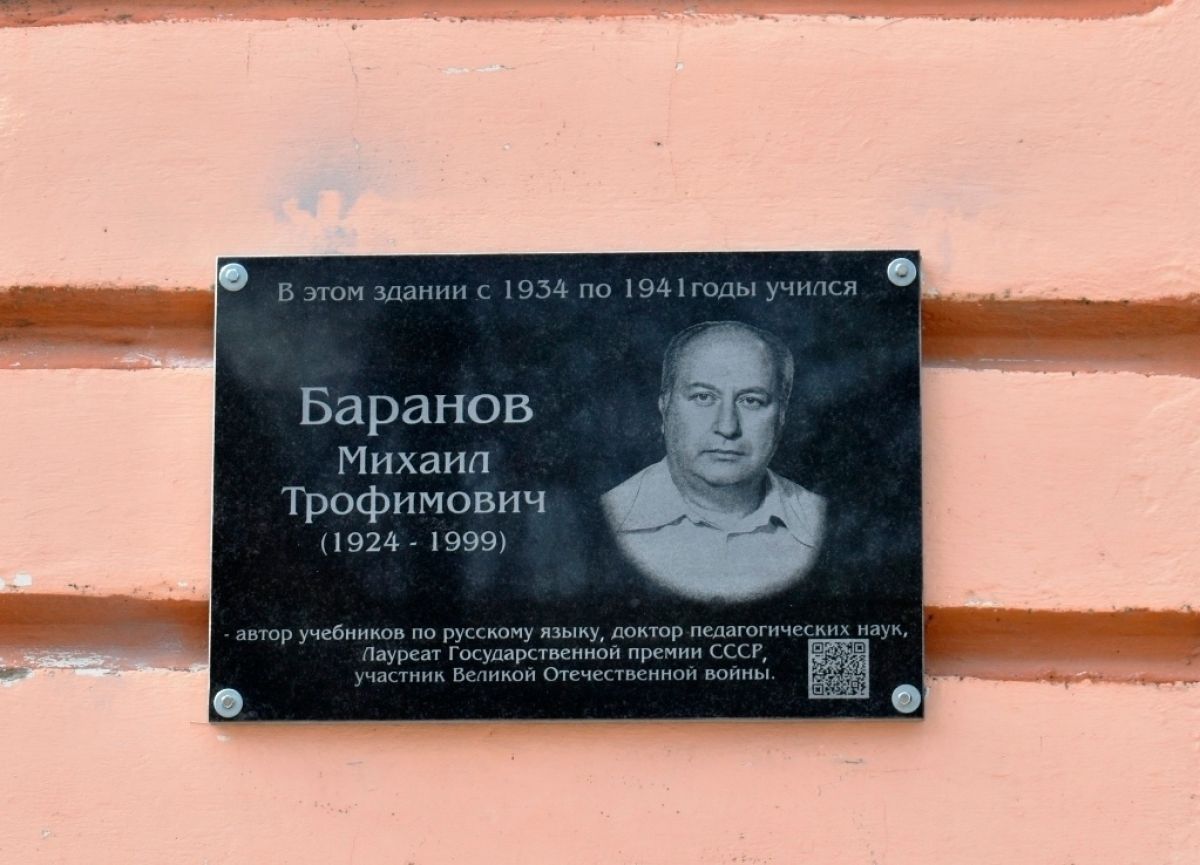 В этом здании с 1934 по 1941годы учился
Баранов
Михаил
Трофимович
(1924 - 1999)
- автор учебников по русскому языку, доктор педагогических наук,
Лауреат Государственной премии СССР,
участник Великой Отечественной войны.